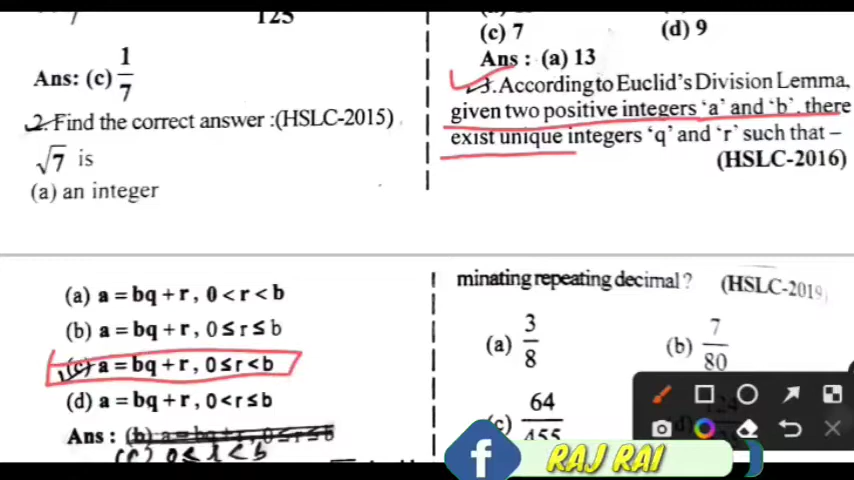 125
Ans: (c) 1/7
2. Find the correct answer :(HSLC-2015)
√7 is
(a) an integer
(c) 7
(d) 9
Ans : (a) 13
3. According to Euclid's Division Lemma,
given two positive integers 'a' and 'b', there
exist unique integers 'q' and 'r' such that –
(HSLC-2016)
(a) a = bq + r, 0 < r < b
(b) a = bq + r, 0 ≤ r ≤ b
(c) a = bq + r, 0 ≤ r < b
(d) a = bq + r, 0 < r ≤ b
Ans : (b) a = bq + r, 0 ≤ r ≤ b
(c) 0 ≤ r < b
minating repeating decimal? (HSLC-2019)
(a) 3/8
(b) 7/80
(c) 64/455
f RAJ RAI